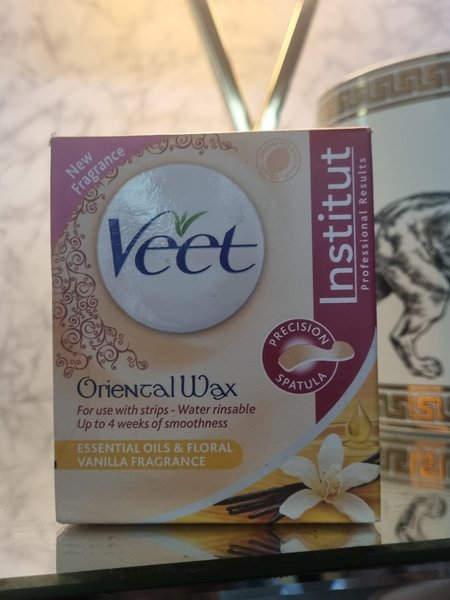 New
Fragrance
Veet
Institut
Professional Results
PRECISION
SPATULA
Oriental Wax
For use with strips - Water rinsable
Up to 4 weeks of smoothness
ESSENTIAL OILS & FLORAL
VANILLA FRAGRANCE